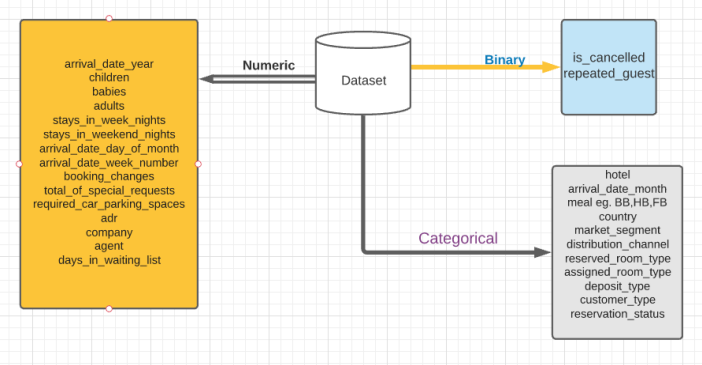 arrival_date_year
children
babies
adults
stays_in_week_nights
stays_in_weekend_nights
arrival_date_day_of_month
arrival_date_week_number
booking_changes
total_of_special_requests
required_car_parking_spaces
adr
company
agent
days_in_waiting_list
Numeric
Dataset
Binary
is_cancelled
repeated_guest
Categorical
hotel
arrival_date_month
meal eg. BB,HB,FB
country
market_segment
distribution_channel
reserved_room_type
assigned_room_type
deposit_type
customer_type
reservation_status